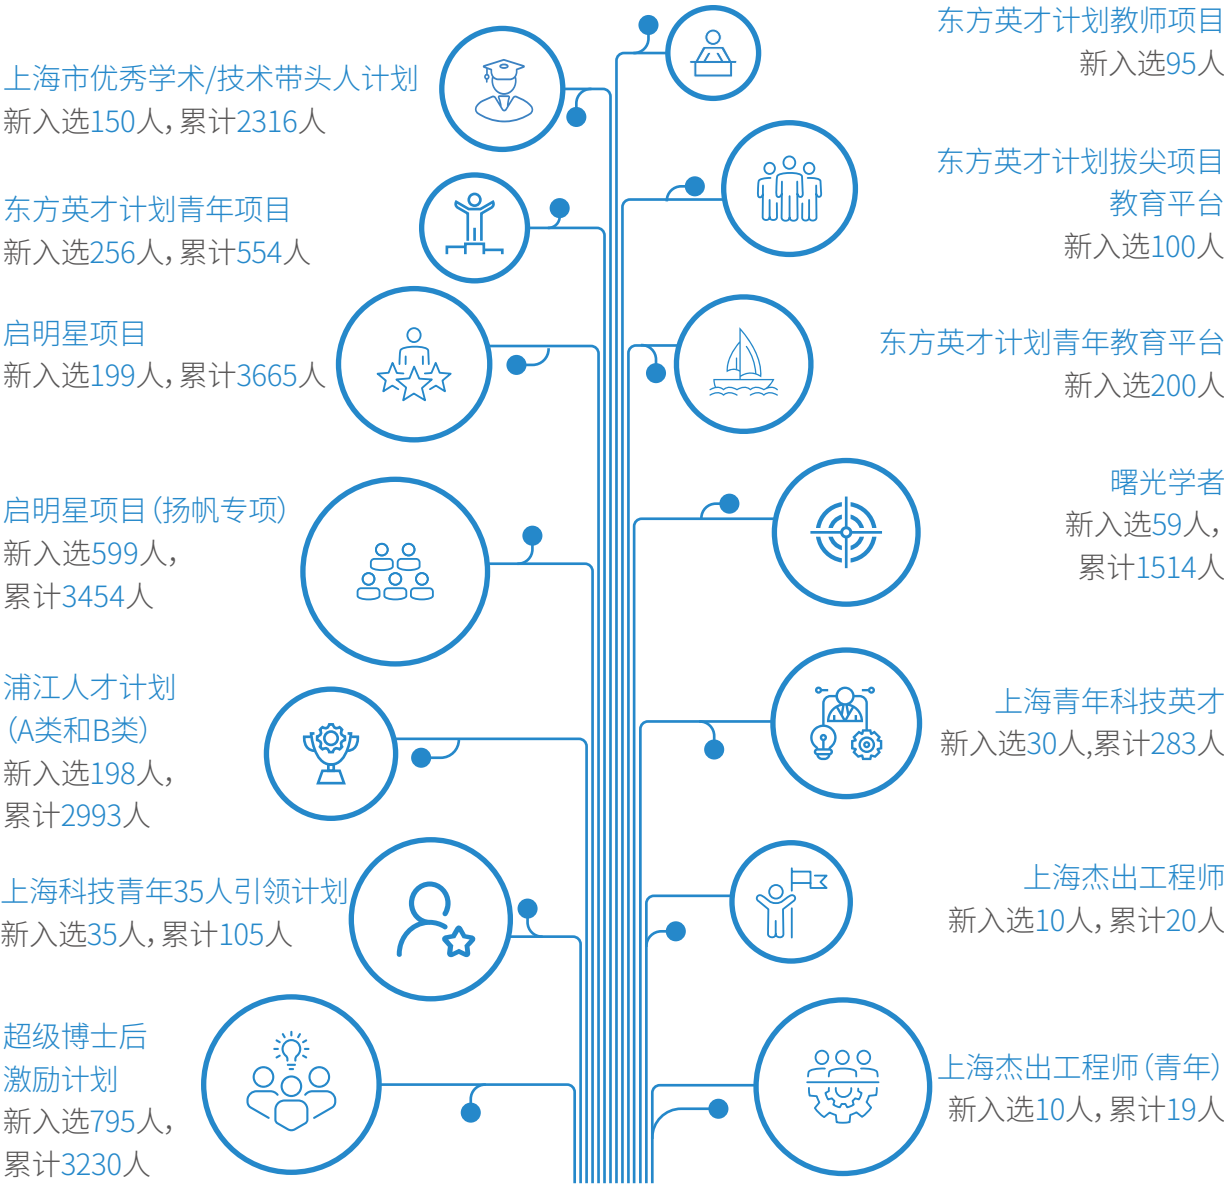 上海市优秀学术/技术带头人计划
新入选150人，累计2316人
东方英才计划青年项目
新入选256人，累计554人
启明星项目
新入选199人，累计3665人
启明星项目（扬帆专项）
新入选599人，
累计3454人
浦江人才计划
（A类和B类）
新入选198人，
累计2993人
上海科技青年35人引领计划
新入选35人，累计105人
超级博士后
激励计划
新入选795人，
累计3230人
东方英才计划教师项目
新入选95人
东方英才计划拔尖项目
教育平台
新入选100人
东方英才计划青年教育平台
新入选200人
曙光学者
新入选59人，
累计1514人
上海青年科技英才
新入选30人,累计283人
上海杰出工程师
新入选10人，累计20人
上海杰出工程师（青年）
新入选10人，累计19人